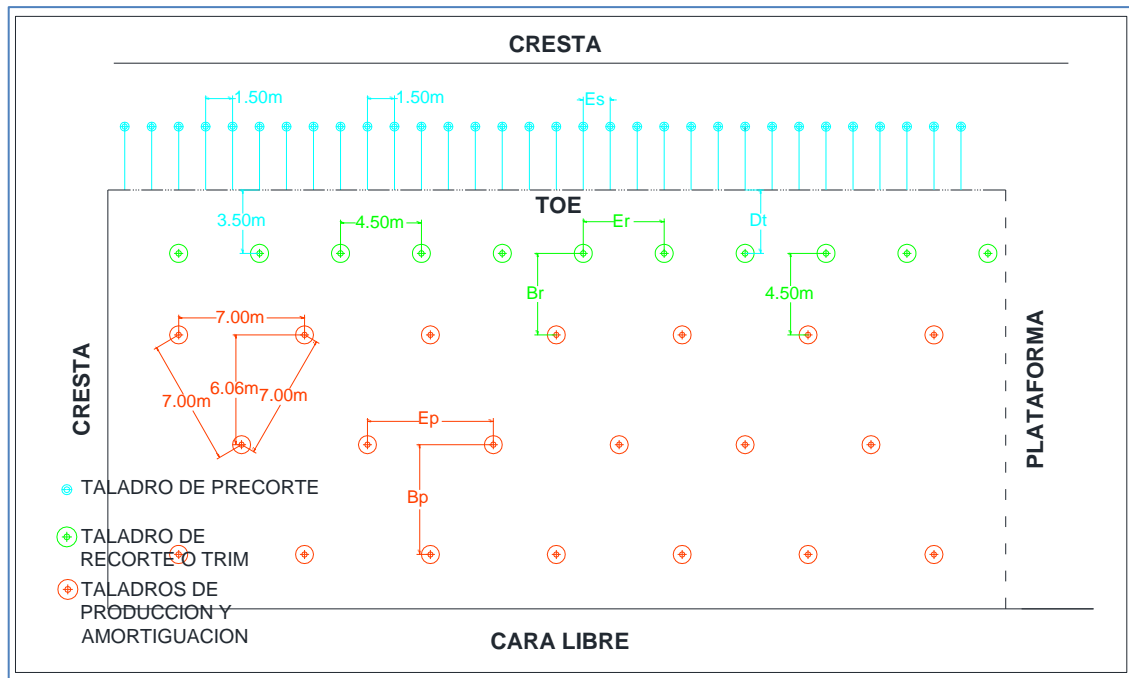 CRESTA
1.50m
1.50m
Es
TOE
3.50m
4.50m
Er
Dt
Br
4.50m
7.00m
6.06m
7.00m
7.00m
Ep
Bp
CRESTA
PLATAFORMA
TALADRO DE PRECORTE
TALADRO DE
RECORTE O TRIM
TALADROS DE
PRODUCCION Y
AMORTIGUACION
CARA LIBRE